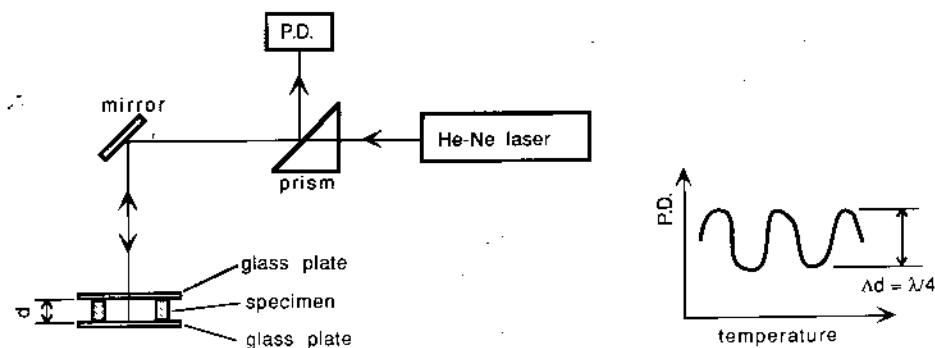 P.D.
mirror
He-Ne laser
prism
glass plate
specimen
glass plate
d
P.D.
Δd = λ/4
temperature